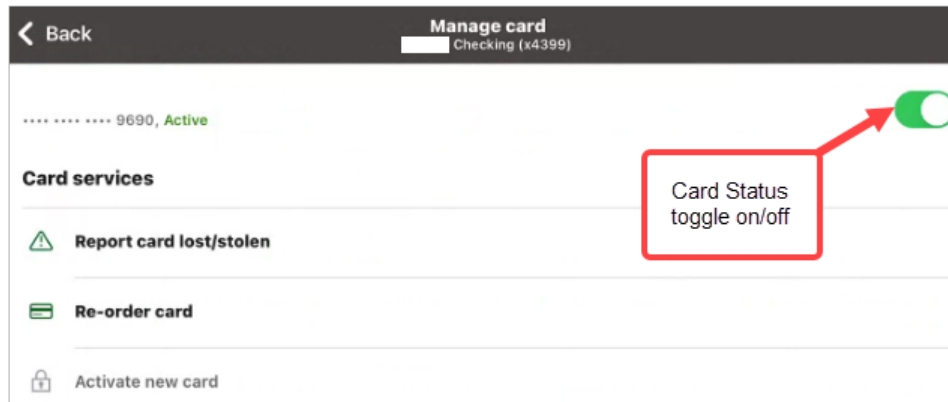 Back
Manage card
Checking (x4399)
•••• •••• •••• 9690, Active
Card Status
toggle on/off
Card services
Report card lost/stolen
Re-order card
Activate new card